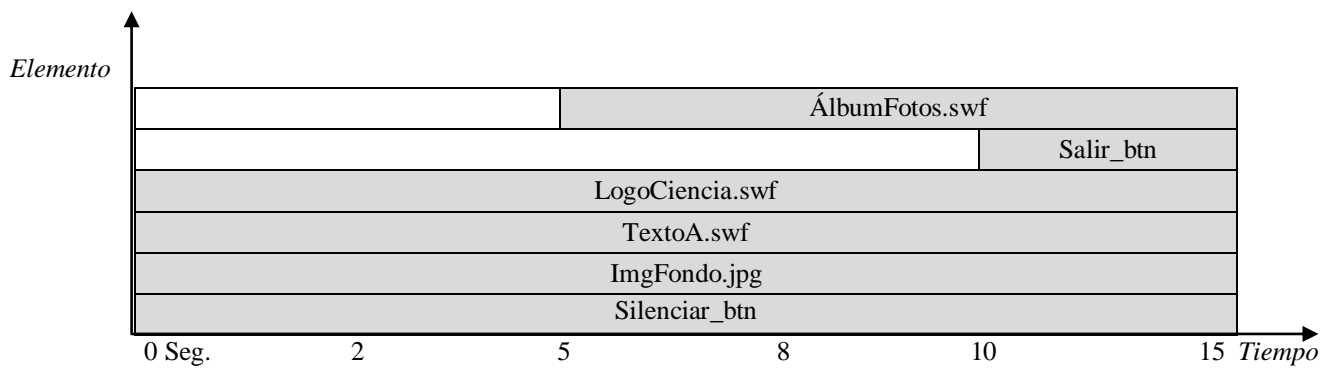 Elemento
ÁlbumFotos.swf
Salir_btn
LogoCiencia.swf
TextoA.swf
ImgFondo.jpg
Silenciar_btn
0 Seg. 2 5 8 10 15 Tiempo